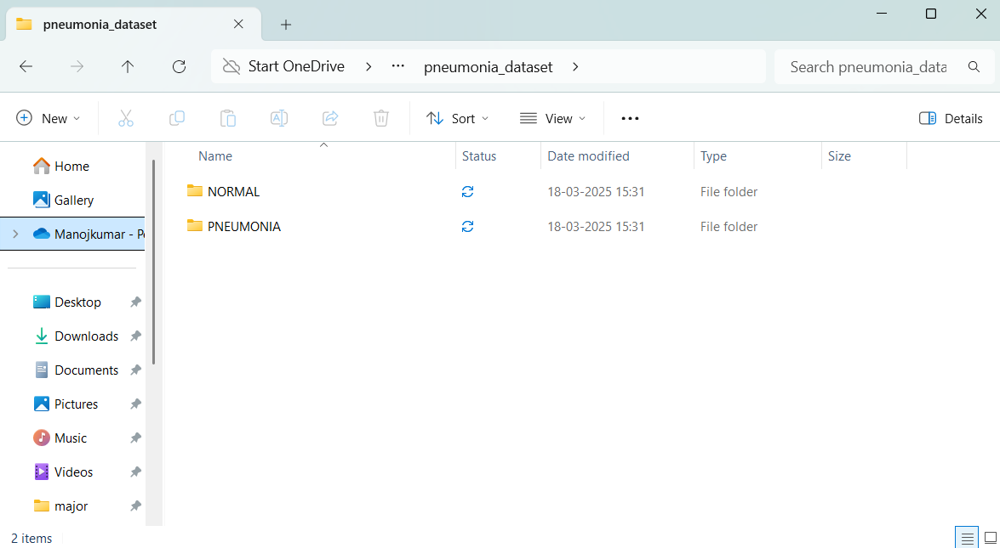 pneumonia_dataset
Start OneDrive > ... pneumonia_dataset >
Search pneumonia_data
New
Sort
View
Details
Name Status Date modified Type Size
NORMAL 18-03-2025 15:31 File folder
PNEUMONIA 18-03-2025 15:31 File folder
Home
Gallery
Manojkumar - Pe
Desktop
Downloads
Documents
Pictures
Music
Videos
major
2 items